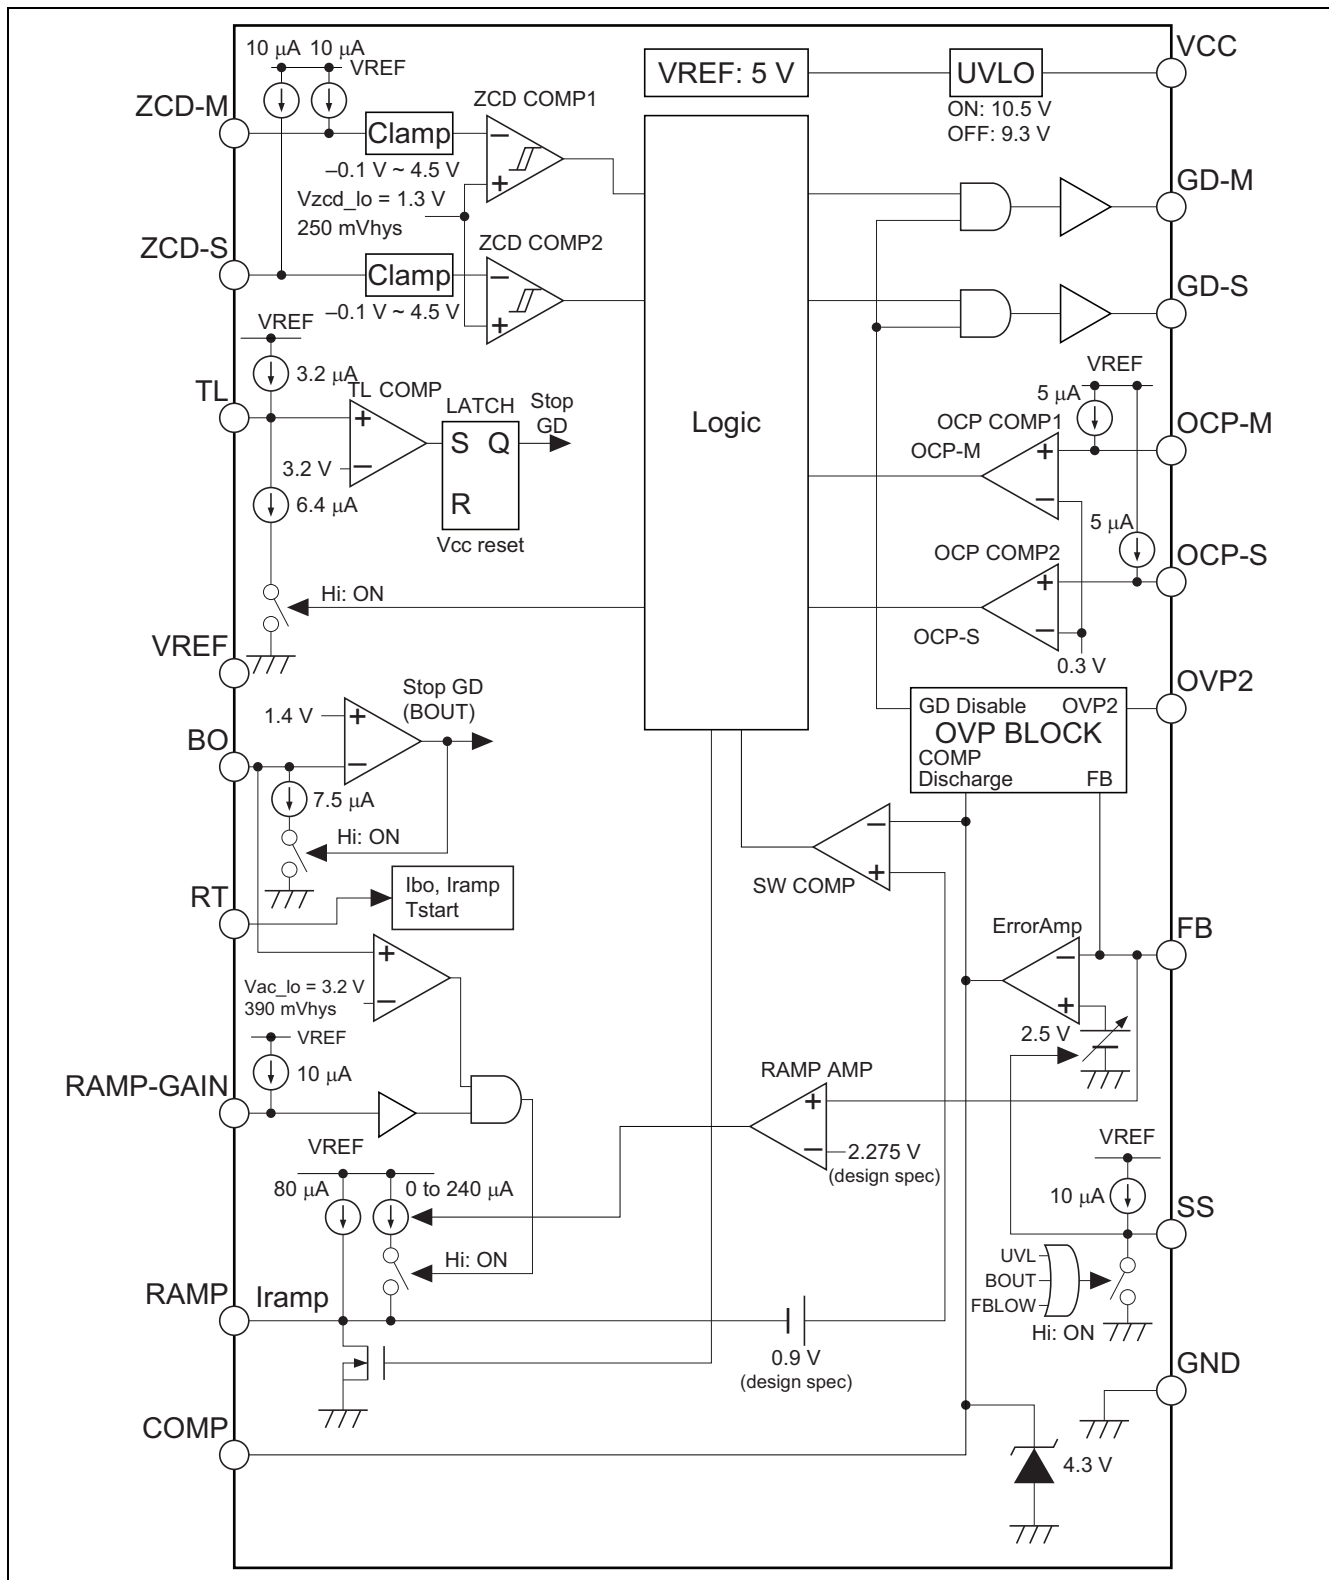 10 μA 10 μA
VREF
VREF: 5 V
UVLO
ON: 10.5 V
OFF: 9.3 V
VCC
ZCD-M
Clamp
–0.1 V ~ 4.5 V
ZCD COMP1
−
+
Vzcd_lo = 1.3 V
250 mVhys
GD-M
ZCD-S
Clamp
–0.1 V ~ 4.5 V
ZCD COMP2
−
+
GD-S
VREF
3.2 μA
TL
TL COMP
+
−
3.2 V
LATCH
S Q
R
Vcc reset
Stop
GD
6.4 μA
Hi: ON
Logic
VREF
5 μA
OCP COMP1
OCP-M
+
−
OCP-M
5 μA
OCP COMP2
OCP-S
+
−
OCP-S
0.3 V
VREF
OVP2
GD Disable OVP2
OVP BLOCK
COMP
Discharge FB
1.4 V
+
−
Stop GD
(BOUT)
BO
7.5 μA
Hi: ON
RT
Ibo, Iramp
Tstart
−
+
SW COMP
ErrorAmp
−
+
FB
2.5 V
+
−
Vac_lo = 3.2 V
390 mVhys
VREF
10 μA
RAMP-GAIN
RAMP AMP
+
−
2.275 V
(design spec)
VREF
80 μA
0 to 240 μA
Hi: ON
VREF
10 μA
SS
UVL
BOUT
FBLOW
Hi: ON
RAMP
Iramp
0.9 V
(design spec)
GND
COMP
4.3 V